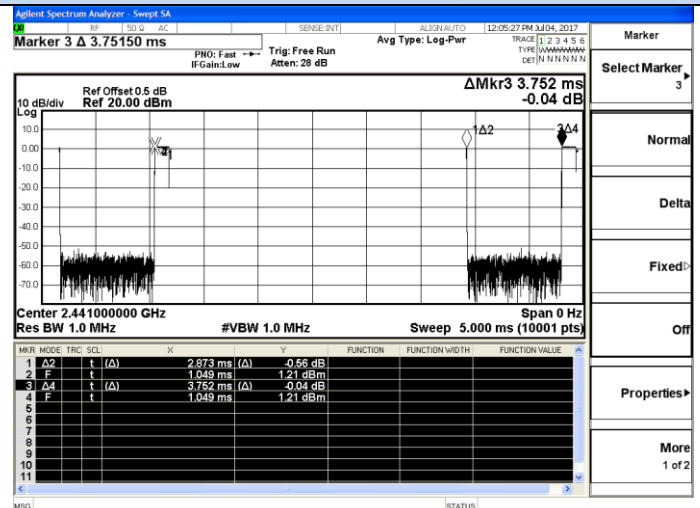 Agilent Spectrum Analyzer - Swept SA
RF 50 Ω AC SENSE:INT ALIGN AUTO 12:05:27 PM Jul 04, 2017
Marker 3 Δ 3.75150 ms
PNO: Fast Trig: Free Run Avg Type: Log-Pwr TRACE 1 2 3 4 5 6
TYPE WWWWWW
IFGain:Low Atten: 28 dB DET N N N N N N
Ref Offset 0.5 dB ΔMkr3 3.752 ms
10 dB/div Ref 20.00 dBm -0.04 dB
Log
10.0
0.00
-10.0
-20.0
-30.0
-40.0
-50.0
-60.0
-70.0
1Δ2
3Δ4
Center 2.441000000 GHz Span 0 Hz
Res BW 1.0 MHz #VBW 1.0 MHz Sweep 5.000 ms (10001 pts)
MKR MODE TRC SCL X Y FUNCTION FUNCTION WIDTH FUNCTION VALUE
1 Δ2 t (Δ) 2.873 ms (Δ) -0.56 dB
2 F t 1.049 ms 1.21 dBm
3 Δ4 t (Δ) 3.752 ms (Δ) -0.04 dB
4 F t 1.049 ms 1.21 dBm
5
6
7
8
9
10
11
MSG STATUS
Marker
Select Marker
3
Normal
Delta
Fixed
Off
Properties
More
1 of 2